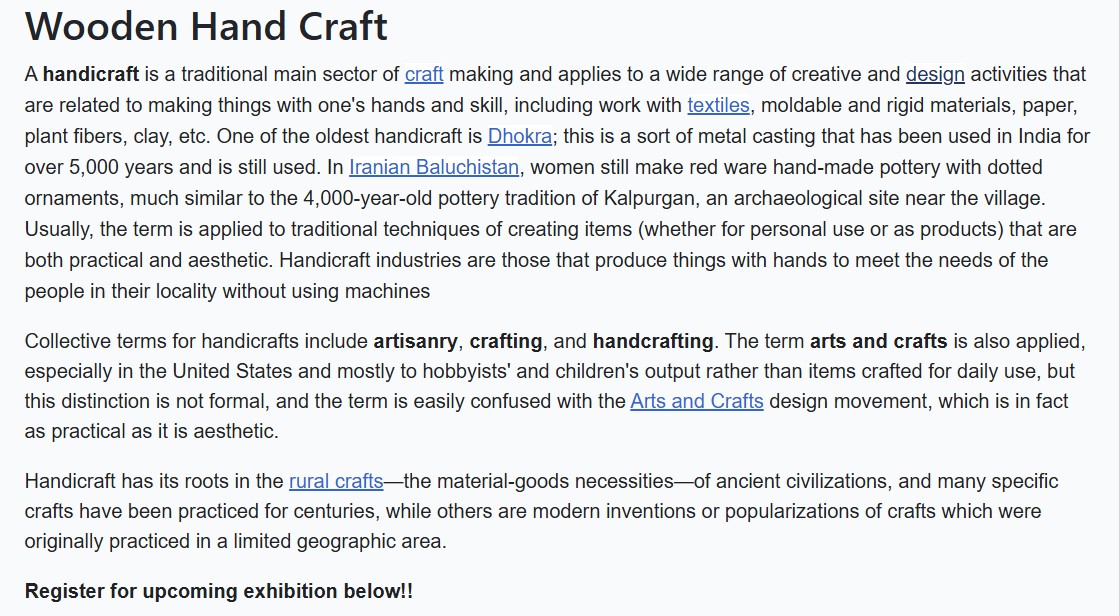 Wooden Hand Craft
A handicraft is a traditional main sector of craft making and applies to a wide range of creative and design activities that
are related to making things with one's hands and skill, including work with textiles, moldable and rigid materials, paper,
plant fibers, clay, etc. One of the oldest handicraft is Dhokra; this is a sort of metal casting that has been used in India for
over 5,000 years and is still used. In Iranian Baluchistan, women still make red ware hand-made pottery with dotted
ornaments, much similar to the 4,000-year-old pottery tradition of Kalpurgan, an archaeological site near the village.
Usually, the term is applied to traditional techniques of creating items (whether for personal use or as products) that are
both practical and aesthetic. Handicraft industries are those that produce things with hands to meet the needs of the
people in their locality without using machines
Collective terms for handicrafts include artisanry, crafting, and handcrafting. The term arts and crafts is also applied,
especially in the United States and mostly to hobbyists' and children's output rather than items crafted for daily use, but
this distinction is not formal, and the term is easily confused with the Arts and Crafts design movement, which is in fact
as practical as it is aesthetic.
Handicraft has its roots in the rural crafts—the material-goods necessities—of ancient civilizations, and many specific
crafts have been practiced for centuries, while others are modern inventions or popularizations of crafts which were
originally practiced in a limited geographic area.
Register for upcoming exhibition below!!